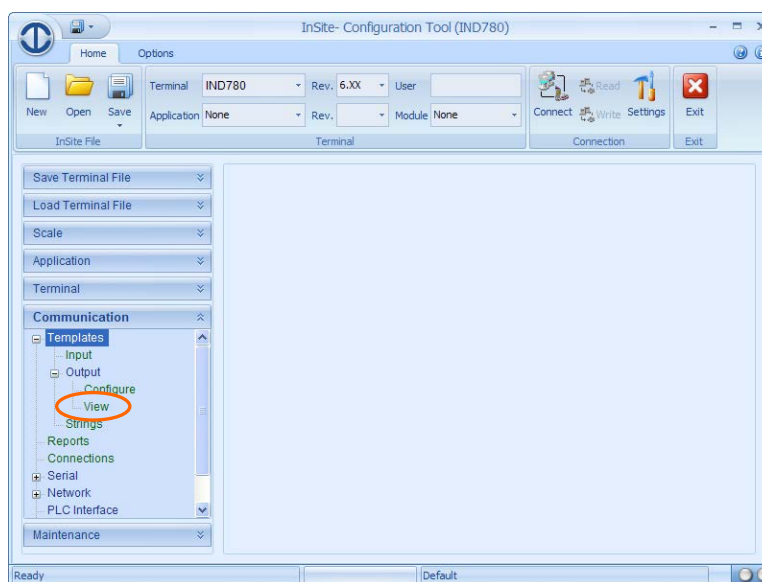 InSite- Configuration Tool (IND780)
Home Options
Terminal IND780 Rev. 6.XX User
Read
New Open Save Application None Rev. Module None Connect Write Settings Exit
InSite File Terminal Connection Exit
Save Terminal File
Load Terminal File
Scale
Application
Terminal
Communication
Templates
Input
Output
Configure
View
Strings
Reports
Connections
Serial
Network
PLC Interface
Maintenance
Ready Default